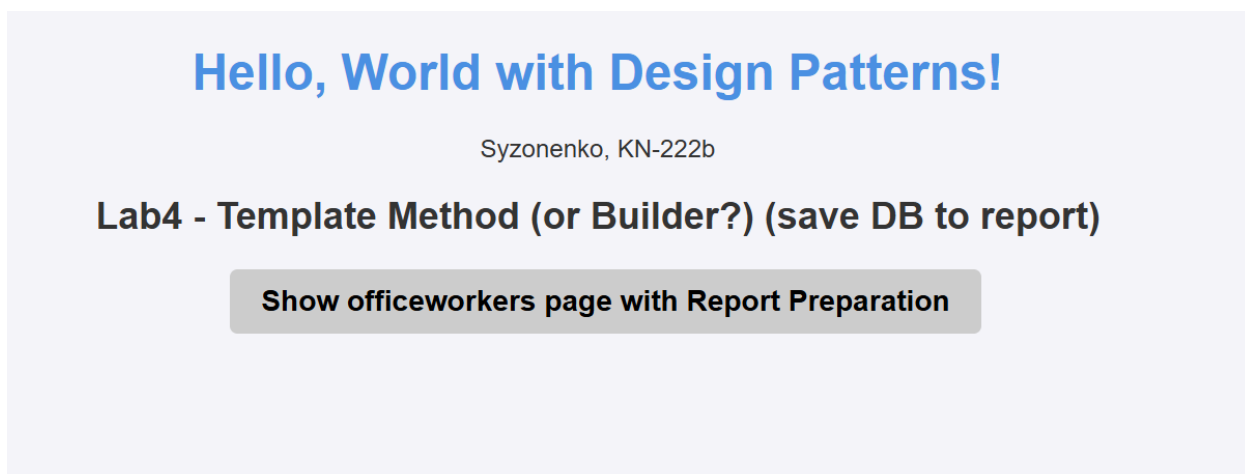 Hello, World with Design Patterns!
Syzonenko, KN-222b
Lab4 - Template Method (or Builder?) (save DB to report)
Show officeworkers page with Report Preparation